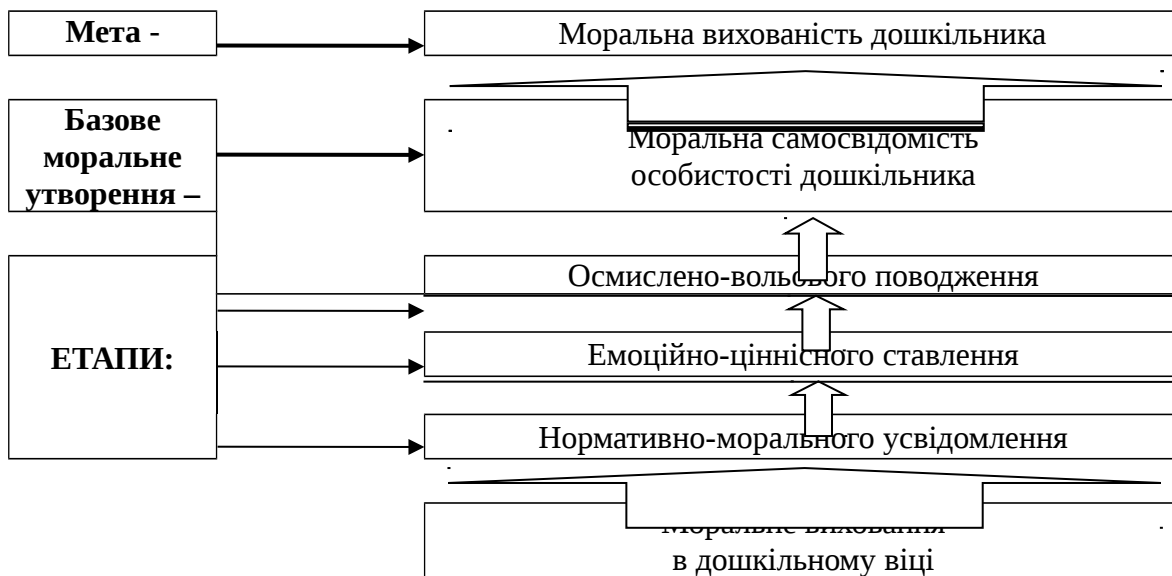 Мета -
Моральна вихованість дошкільника
Базове
моральне
утворення –
Моральна самосвідомість
особистості дошкільника
ЕТАПИ:
Осмислено-вольового поводження
Емоційно-ціннісного ставлення
Нормативно-морального усвідомлення
Моральне виховання
в дошкільному віці